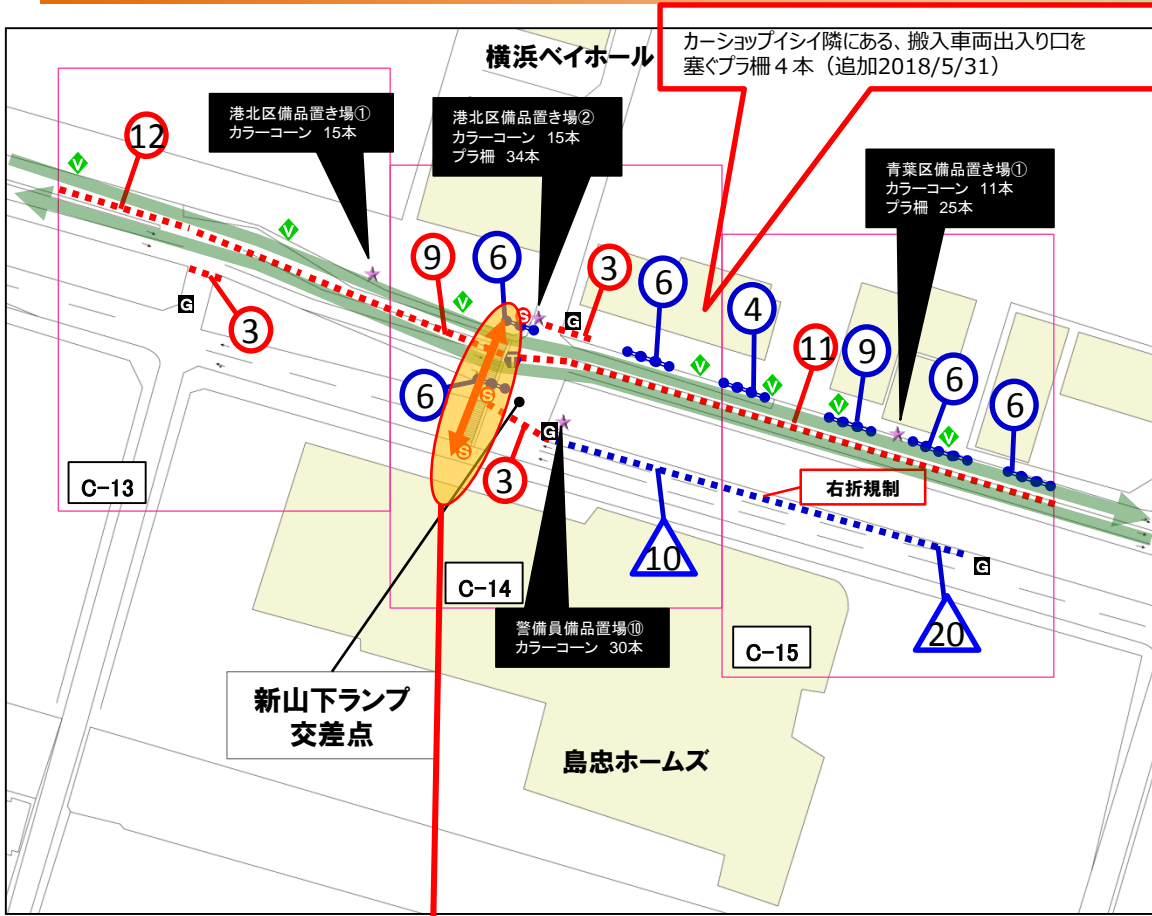 横浜ベイホール
カーショップイシイ隣にある、搬入車両出入り口を
塞ぐプラ柵４本（追加2018/5/31）
港北区備品置き場①
カラーコーン 15本
港北区備品置き場②
カラーコーン 15本
プラ柵 34本
青葉区備品置き場①
カラーコーン 11本
プラ柵 25本
12
V
V
9
6
V
S
G
3
6
4
V
V
11
9
V
6
V
6
G
3
T
6
S
S
3
G
右折規制
C-13
10
G
20
C-14
警備員備品置場⑩
カラーコーン 30本
C-15
新山下ランプ
交差点
島忠ホームズ